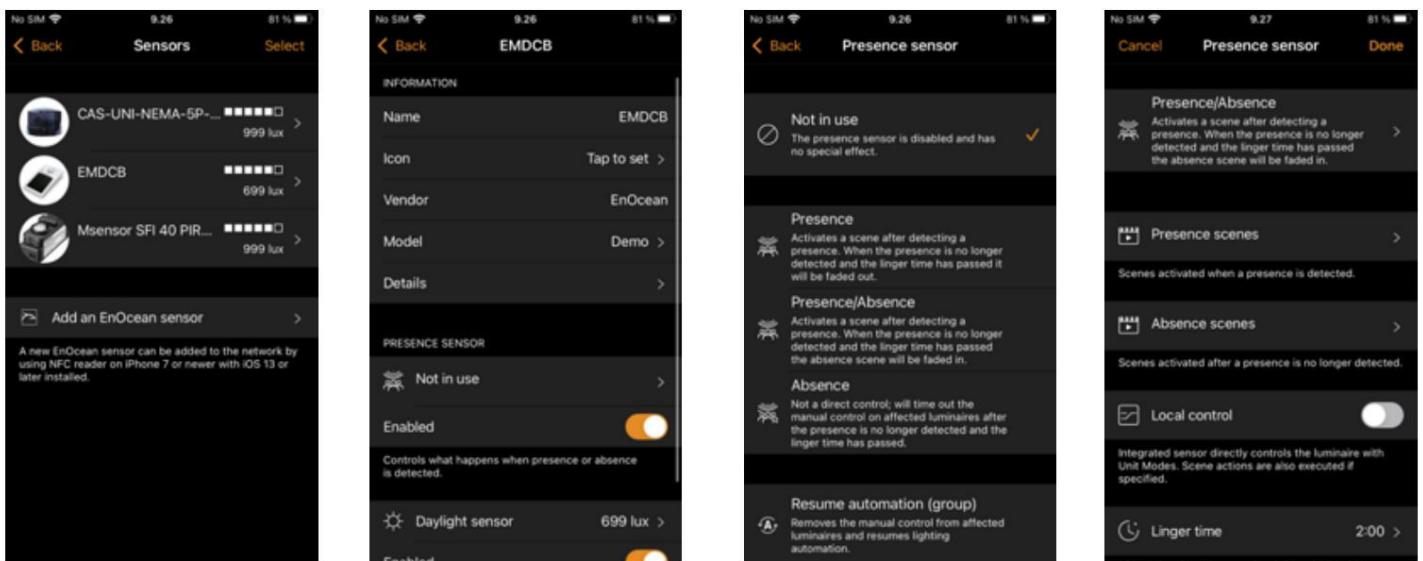 No SIM 9.26 81 %
Back Sensors Select
CAS-UNI-NEMA-5P-...
999 lux
EMDCB
699 lux
Msensor SFI 40 PIR...
999 lux
Add an EnOcean sensor
A new EnOcean sensor can be added to the network by
using NFC reader on iPhone 7 or newer with iOS 13 or
later installed.
No SIM 9.26 81 %
Back EMDCB
INFORMATION
Name EMDCB
Icon Tap to set
Vendor EnOcean
Model Demo
Details
PRESENCE SENSOR
Not in use
Enabled
Controls what happens when presence or absence
is detected.
Daylight sensor 699 lux
Enabled
No SIM 9.26 81 %
Back Presence sensor
Not in use
The presence sensor is disabled and has
no special effect.
Presence
Activates a scene after detecting a
presence. When the presence is no longer
detected and the linger time has passed it
will be faded out.
Presence/Absence
Activates a scene after detecting a
presence. When the presence is no longer
detected and the linger time has passed
the absence scene will be faded in.
Absence
Not a direct control; will time out the
manual control on affected luminaires after
the presence is no longer detected and the
linger time has passed.
Resume automation (group)
A
Removes the manual control from affected
luminaires and resumes lighting
automation.
No SIM 9.27 81 %
Cancel Presence sensor Done
Presence/Absence
Activates a scene after detecting a
presence. When the presence is no longer
detected and the linger time has passed
the absence scene will be faded in.
Presence scenes
Scenes activated when a presence is detected.
Absence scenes
Scenes activated after a presence is no longer detected.
Local control
Integrated sensor directly controls the luminaire with
Unit Modes. Scene actions are also executed if
specified.
Linger time 2:00